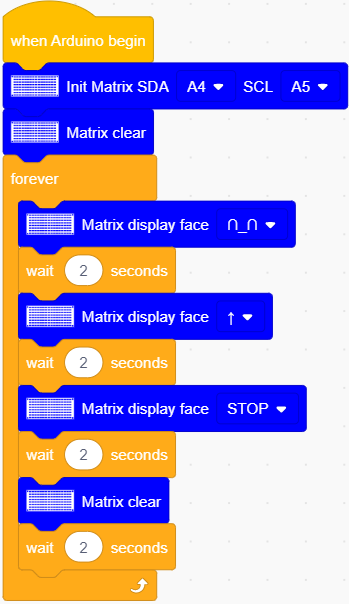 when Arduino begin
Init Matrix SDA A4 SCL A5
Matrix clear
forever
Matrix display face ∩_∩
wait 2 seconds
Matrix display face ↑
wait 2 seconds
Matrix display face STOP
wait 2 seconds
Matrix clear
wait 2 seconds